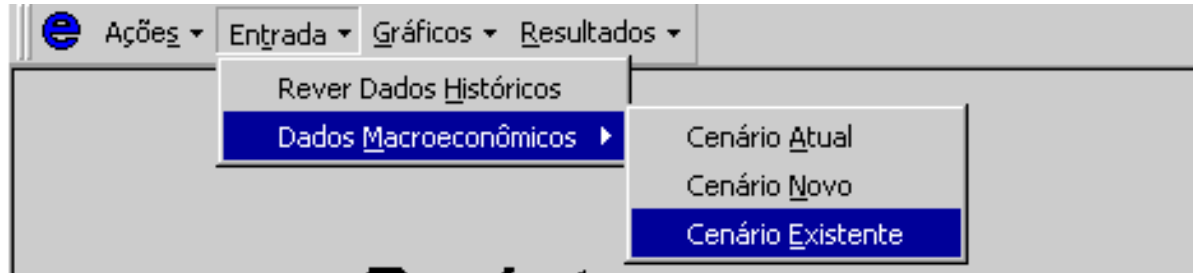 e Ações Entrada Gráficos Resultados
Rever Dados Históricos
Dados Macroeconômicos
Cenário Atual
Cenário Novo
Cenário Existente